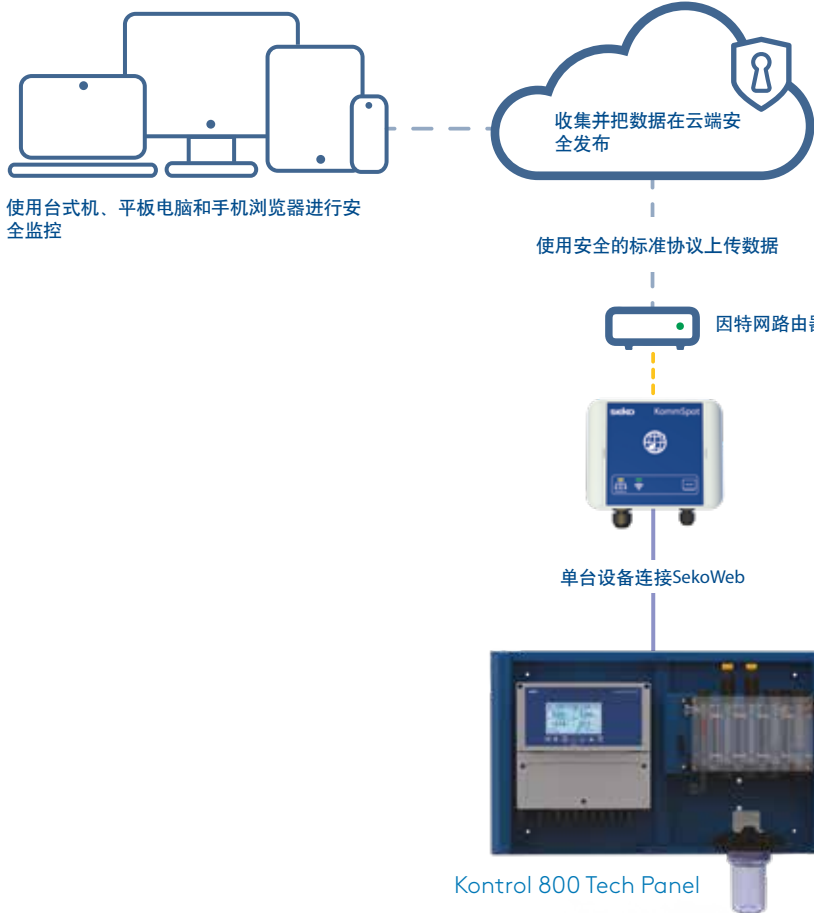 收集并把数据在云端安
全发布
使用台式机、平板电脑和手机浏览器进行安
全监控
使用安全的标准协议上传数据
因特网路由器
seko KommSpot
单台设备连接SekoWeb
Kontrol 800 Tech Panel